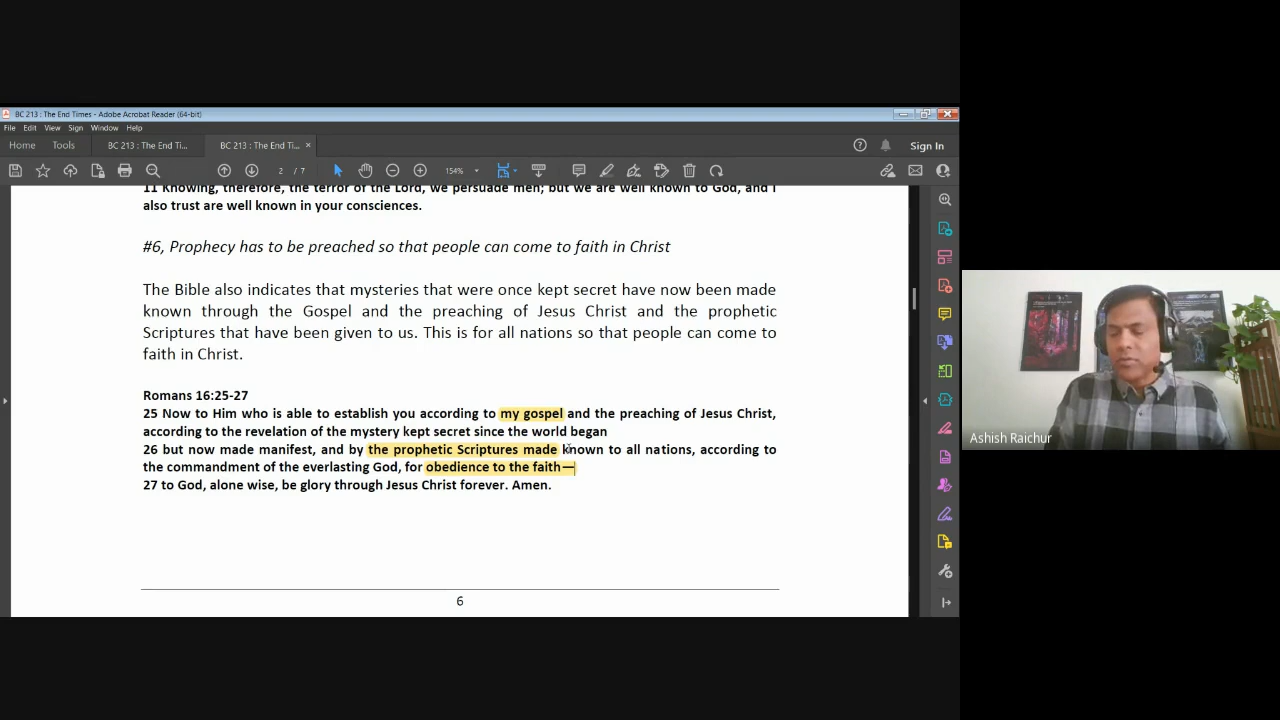 BC 213 : The End Times - Adobe Acrobat Reader (64-bit)
File Edit View Sign Window Help
Home Tools BC 213 : The End Ti... BC 213 : The End Ti... × Sign In
2 / 7 154%
11 Knowing, therefore, the terror of the Lord, we persuade men; but we are well known to God, and I
also trust are well known in your consciences.
#6, Prophecy has to be preached so that people can come to faith in Christ
The Bible also indicates that mysteries that were once kept secret have now been made
known through the Gospel and the preaching of Jesus Christ and the prophetic
Scriptures that have been given to us. This is for all nations so that people can come to
faith in Christ.
Romans 16:25-27
25 Now to Him who is able to establish you according to my gospel and the preaching of Jesus Christ,
according to the revelation of the mystery kept secret since the world began
26 but now made manifest, and by the prophetic Scriptures made known to all nations, according to
the commandment of the everlasting God, for obedience to the faith—
27 to God, alone wise, be glory through Jesus Christ forever. Amen.
6
Ashish Raichur